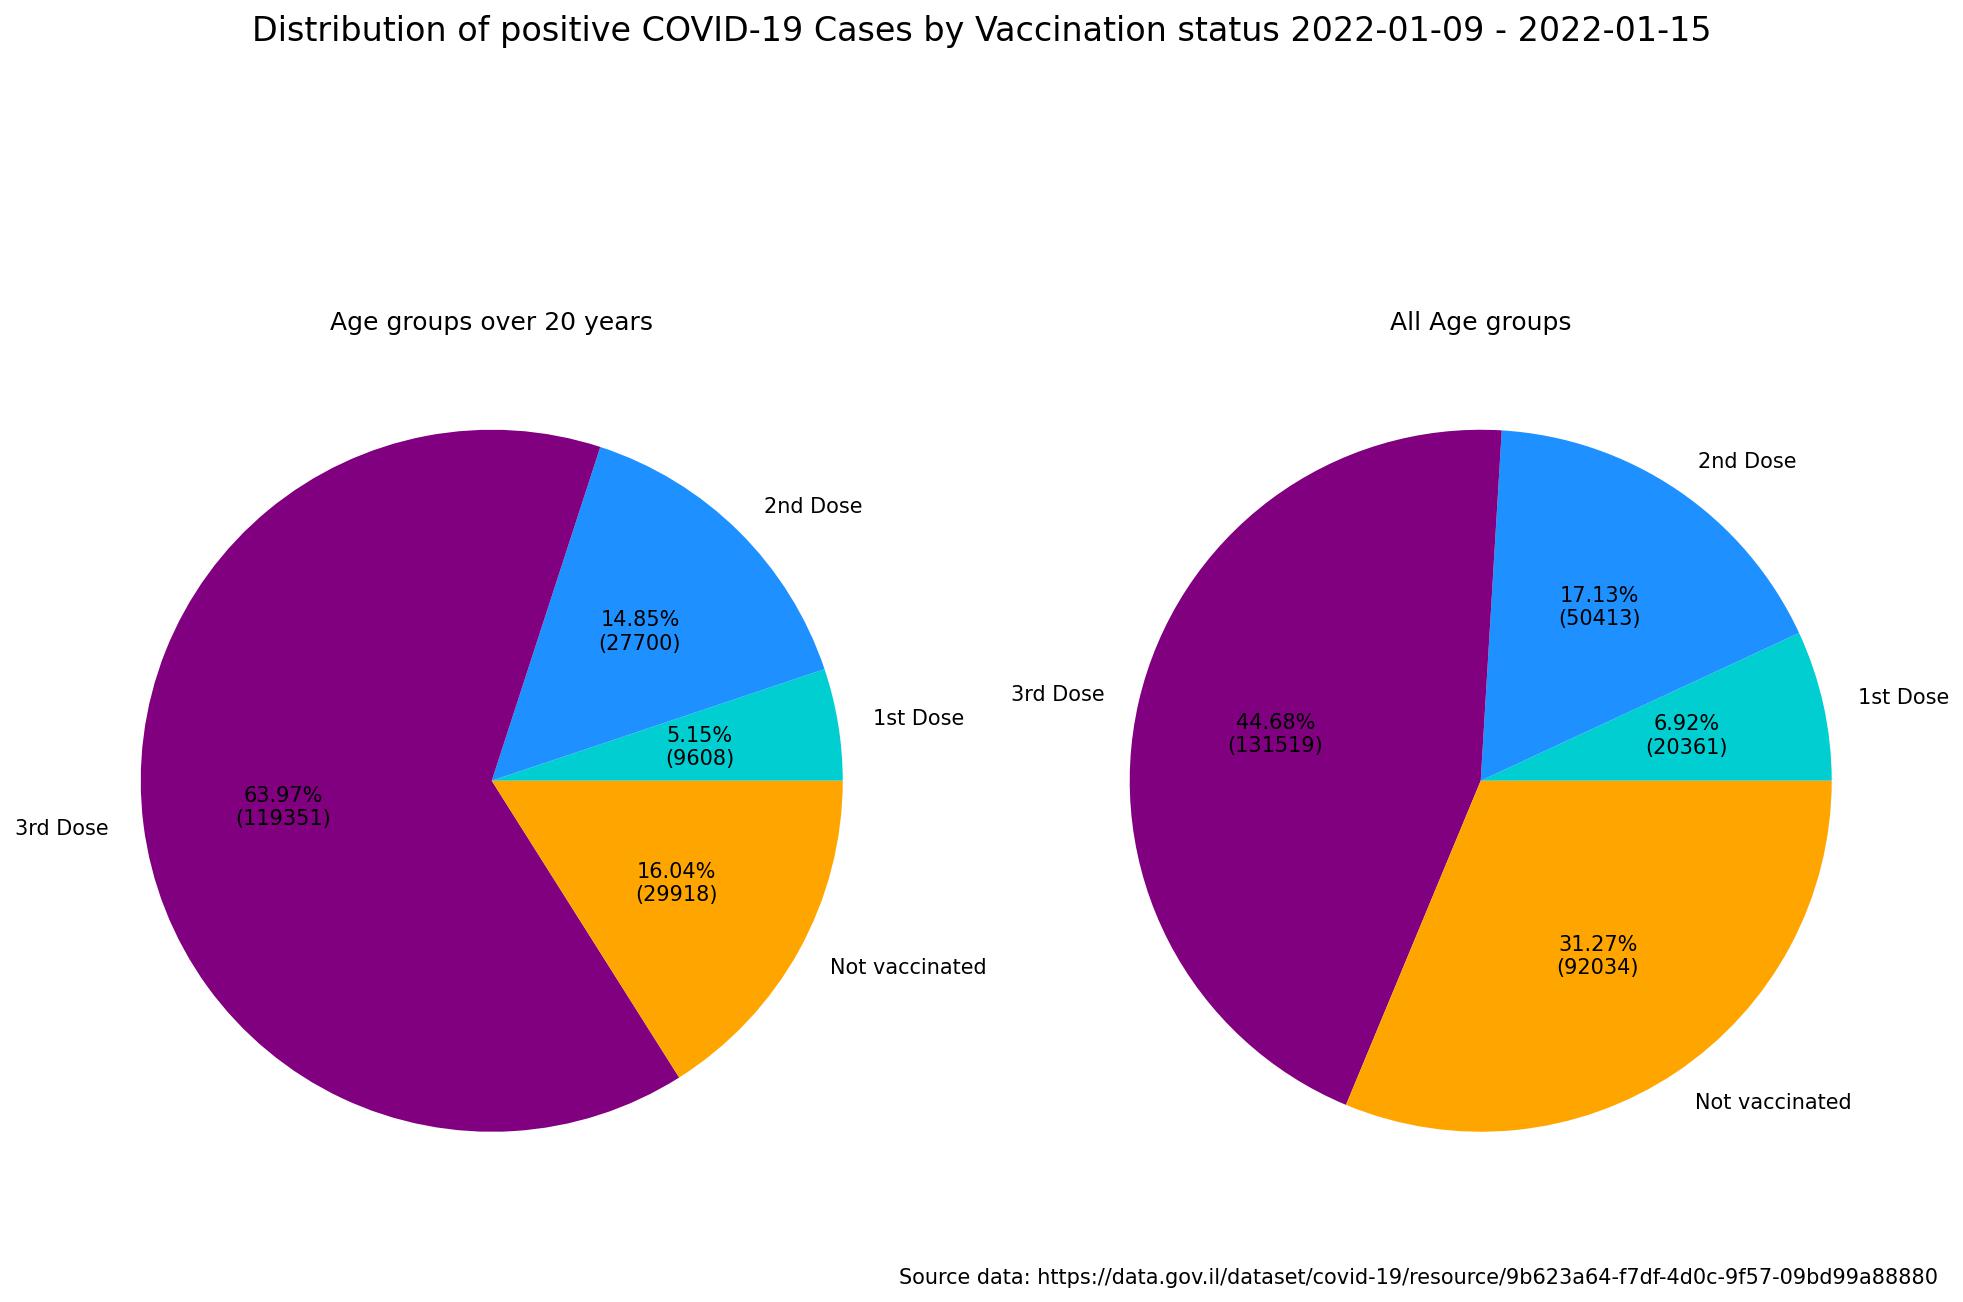 Distribution of positive COVID-19 Cases by Vaccination status 2022-01-09 - 2022-01-15
Age groups over 20 years
2nd Dose
14.85%
(27700)
1st Dose
5.15%
(9608)
63.97%
(119351)
3rd Dose
16.04%
(29918)
Not vaccinated
All Age groups
2nd Dose
17.13%
(50413)
3rd Dose
1st Dose
44.68%
(131519)
6.92%
(20361)
31.27%
(92034)
Not vaccinated
Source data: https://data.gov.il/dataset/covid-19/resource/9b623a64-f7df-4d0c-9f57-09bd99a88880